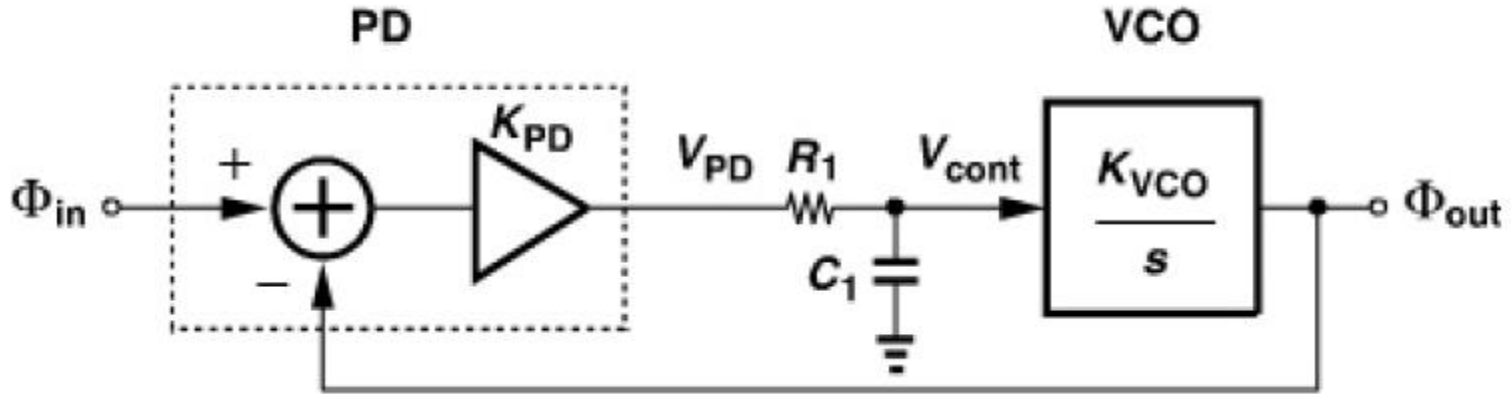 PD
VCO
K_PD
V_PD R_1 V_cont K_VCO
Φ_in + + Φ_out
− C_1 s